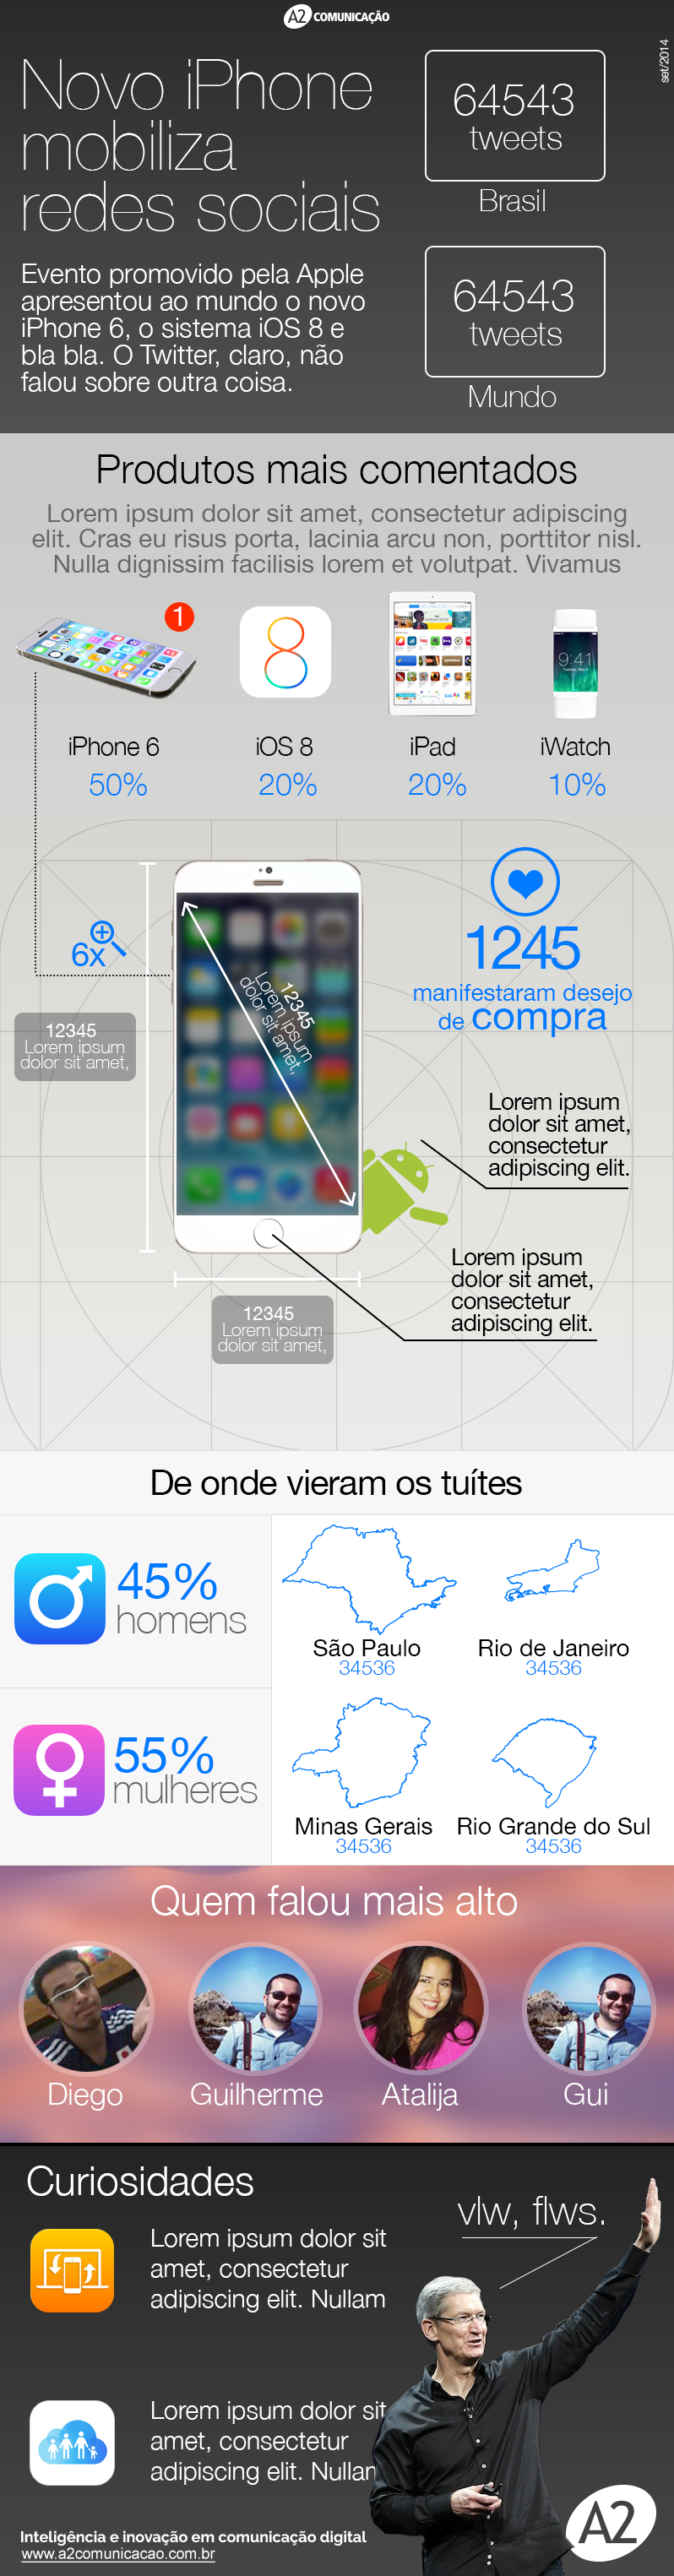 A2 COMUNICAÇÃO
set/2014
Novo iPhone
mobiliza
redes sociais
Evento promovido pela Apple
apresentou ao mundo o novo
iPhone 6, o sistema iOS 8 e
bla bla. O Twitter, claro, não
falou sobre outra coisa.
64543
tweets
Brasil
64543
tweets
Mundo
Produtos mais comentados
Lorem ipsum dolor sit amet, consectetur adipiscing
elit. Cras eu risus porta, lacinia arcu non, porttitor nisl.
Nulla dignissim facilisis lorem et volutpat. Vivamus
1
8
9:41
iPhone 6
50%
iOS 8
20%
iPad
20%
iWatch
10%
6x
12345
Lorem ipsum
dolor sit amet,
12345
Lorem ipsum
dolor sit amet,
1245
manifestaram desejo
de compra
Lorem ipsum
dolor sit amet,
consectetur
adipiscing elit.
Lorem ipsum
dolor sit amet,
consectetur
adipiscing elit.
12345
Lorem ipsum
dolor sit amet,
De onde vieram os tuítes
45%
homens
55%
mulheres
São Paulo
34536
Rio de Janeiro
34536
Minas Gerais
34536
Rio Grande do Sul
34536
Quem falou mais alto
Diego
Guilherme
Atalija
Gui
Curiosidades
vlw, flws.
Lorem ipsum dolor sit
amet, consectetur
adipiscing elit. Nullam
Lorem ipsum dolor sit
amet, consectetur
adipiscing elit. Nullam
Inteligência e inovação em comunicação digital
www.a2comunicacao.com.br
A2